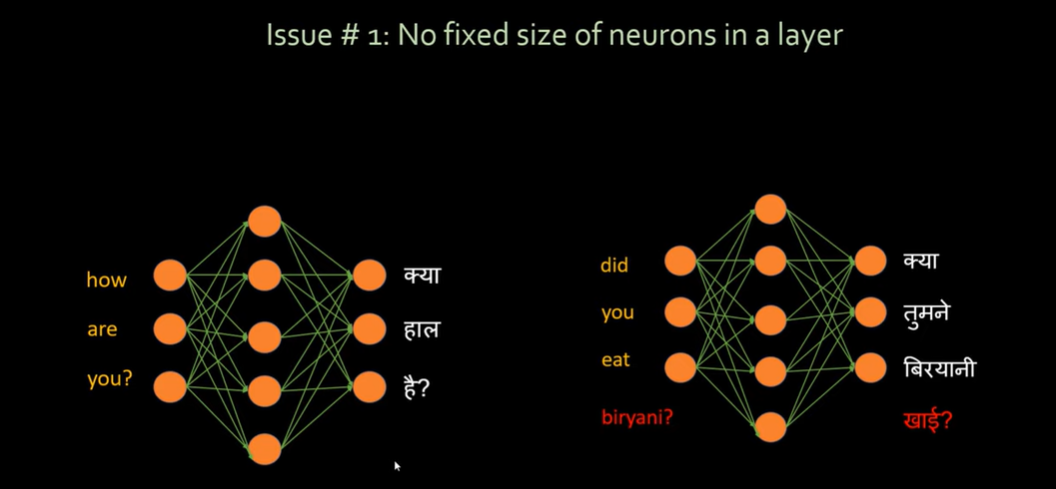 Issue # 1: No fixed size of neurons in a layer
how
are
you?
क्या
हाल
है?
did
you
eat
biryani?
क्या
तुमने
बिरयानी
खाई?